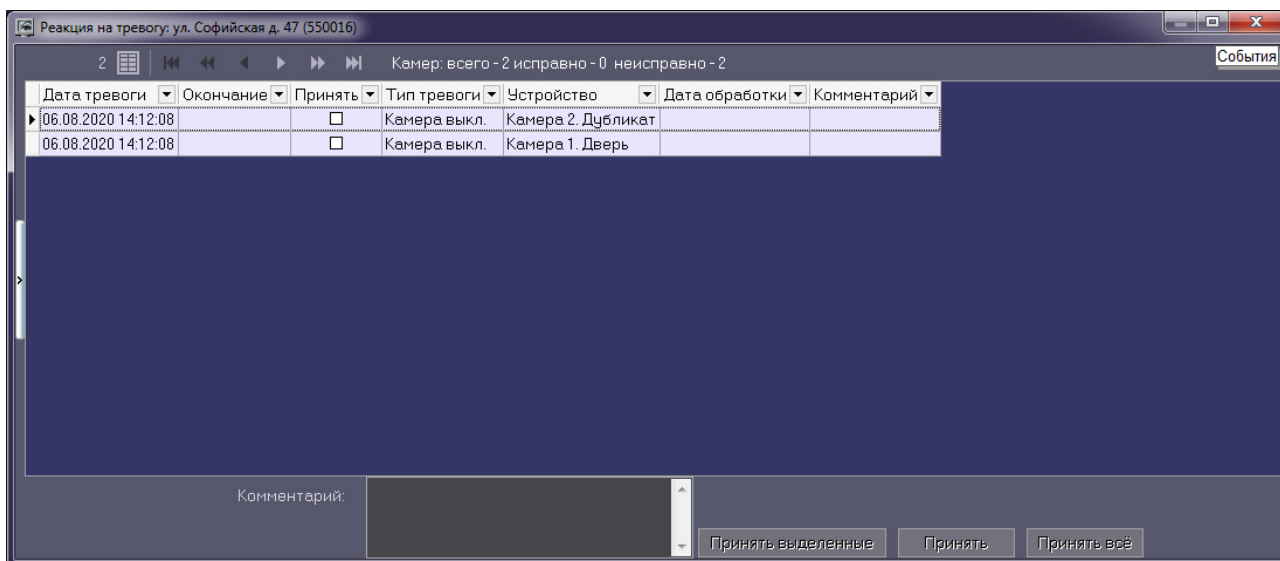 Реакция на тревогу: ул. Софийская д. 47 (550016)
2 Камер: всего - 2 исправно - 0 неисправно - 2 События
Дата тревоги Окончание Принять Тип тревоги Устройство Дата обработки Комментарий
06.08.2020 14:12:08 Камера выкл. Камера 2. Дубликат
06.08.2020 14:12:08 Камера выкл. Камера 1. Дверь
Комментарий:
Принять выделенные Принять Принять всё